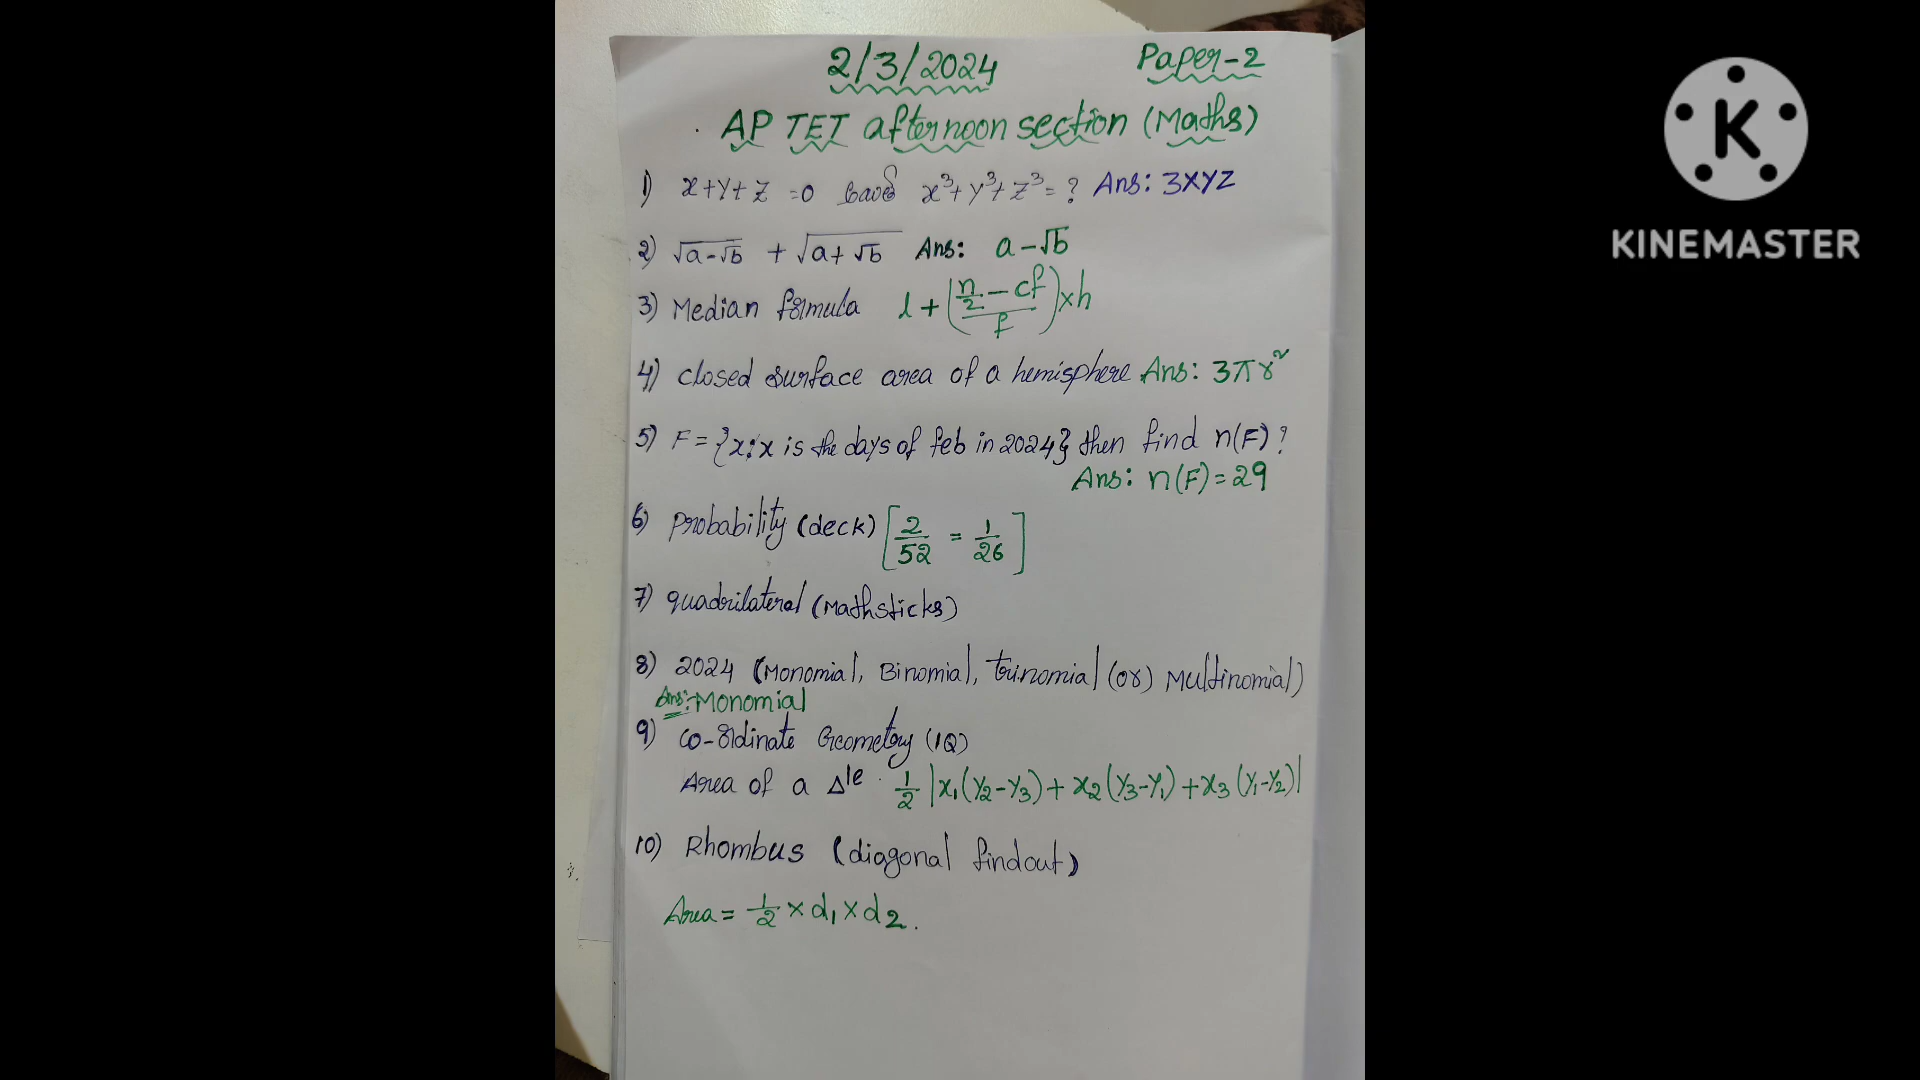 2/3/2024 Paper-2
AP TET afternoon section (Maths)
1) x+y+z=0 x³+y³+z³=? Ans: 3xyz
2) √a-√b + √a+√b Ans: a-√b
3) Median formula l+(n/2-cf/f)×h
4) closed surface area of a hemisphere Ans: 3πr²
5) F={x:x is the days of feb in 2024} then find n(F)?
Ans: n(F)=29
6) Probability (deck) [2/52 = 1/26]
7) quadrilateral (Mathsticks)
8) 2024 (Monomial, Binomial, trinomial (or) Multinomial)
Ans:- Monomial
9) Co-ordinate Geometry (1Q)
Area of a Δle 1/2 |x₁(y₂-y₃)+x₂(y₃-y₁)+x₃(y₁-y₂)|
10) Rhombus (diagonal findout)
Area = 1/2 × d₁ × d₂.
K
KINEMASTER